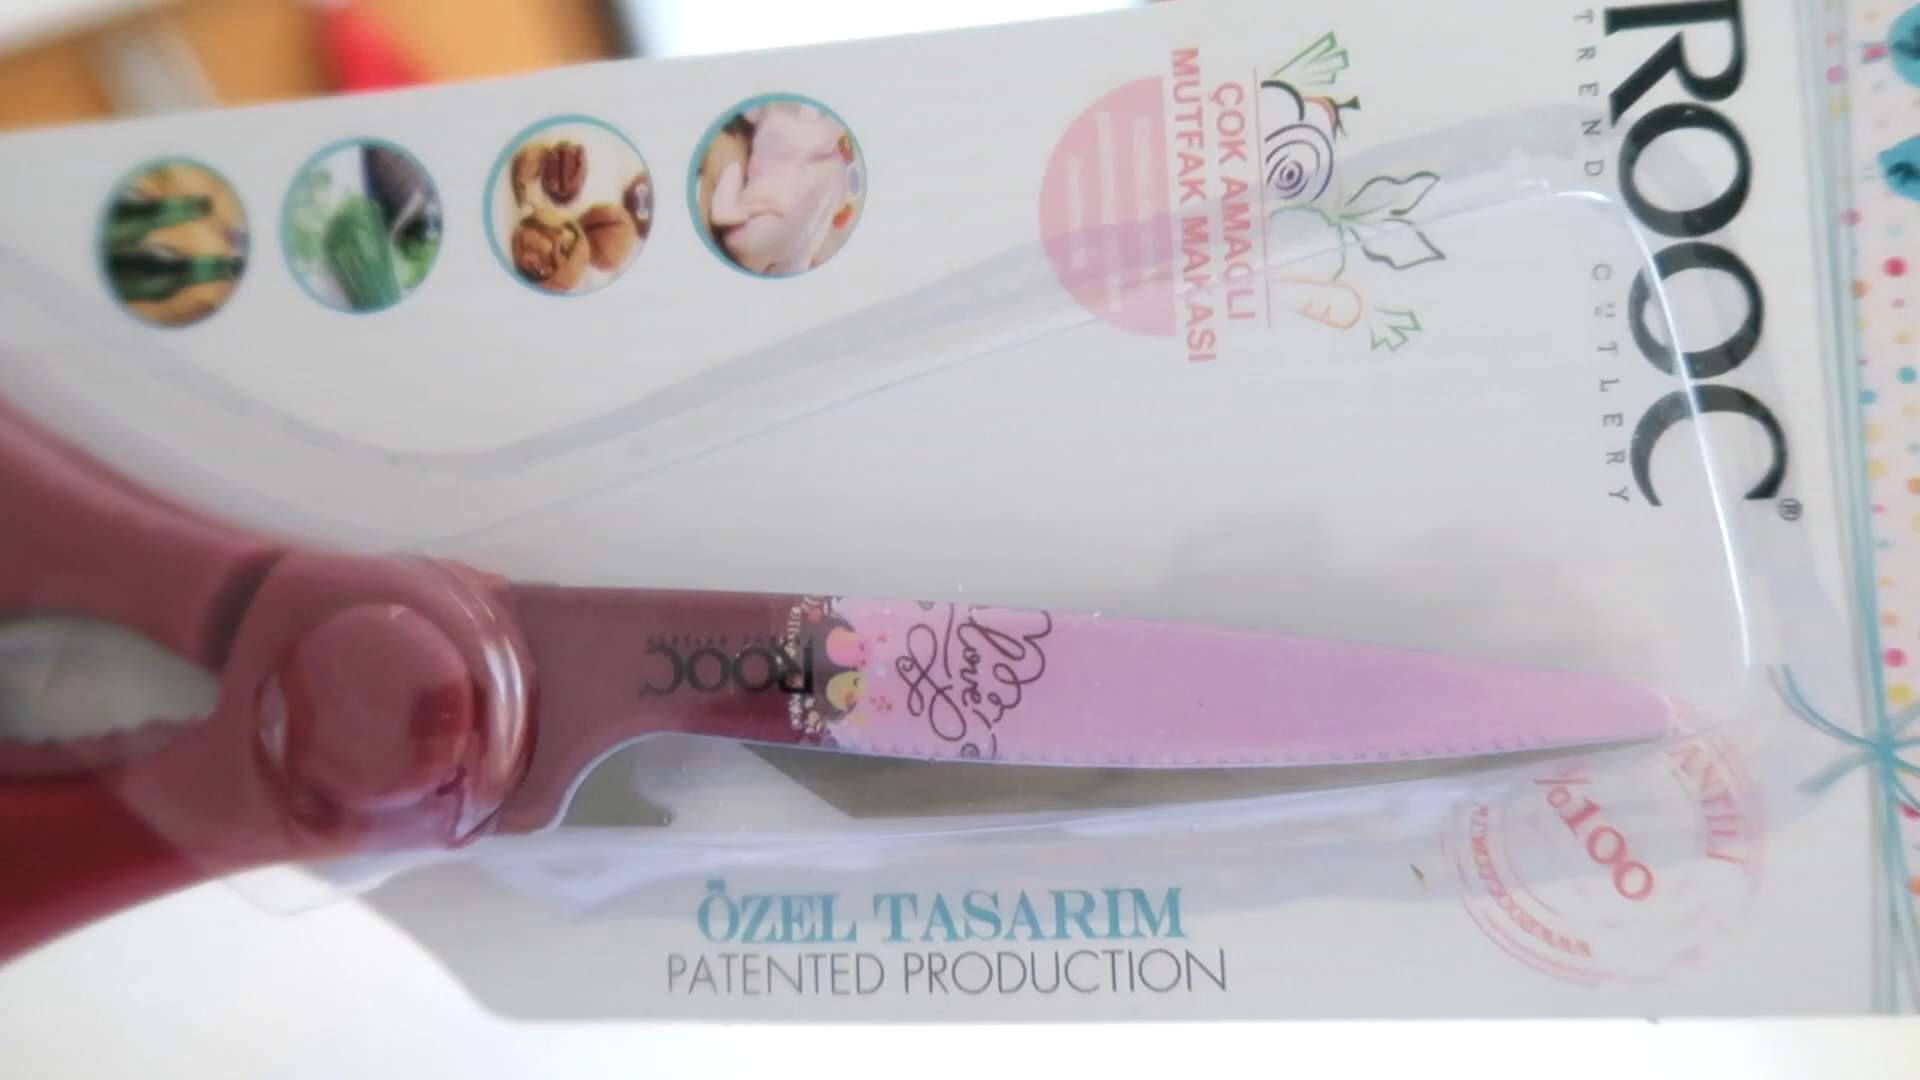 ROOC®
TREND CUTLERY
ÇOK AMAÇLI
MUTFAK MAKASI
ROOC
love
ÖZEL TASARIM
PATENTED PRODUCTION
%100